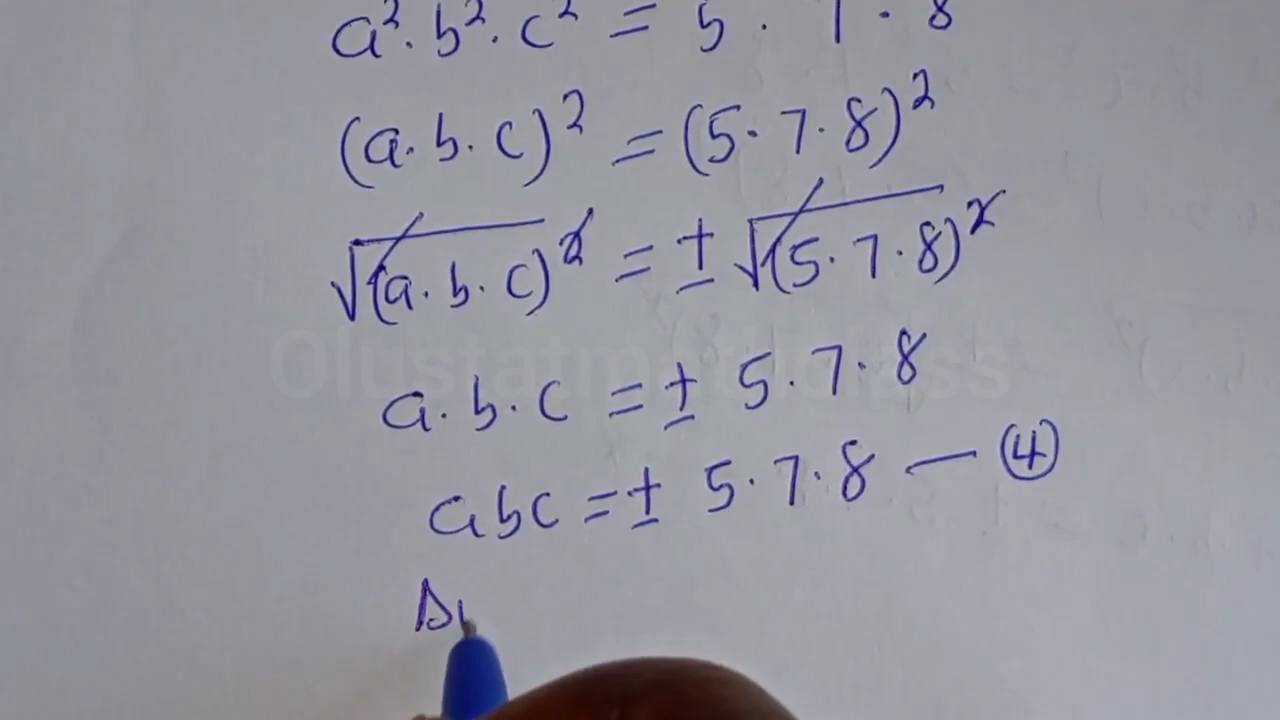 a². b². c² = 5 . 7 . 8
(a. b. c)² = (5. 7. 8)²
√(a. b. c)² = ± √(5. 7. 8)²
a. b. c = ± 5. 7. 8
Olustatmathclass
abc = ± 5. 7. 8 — ④